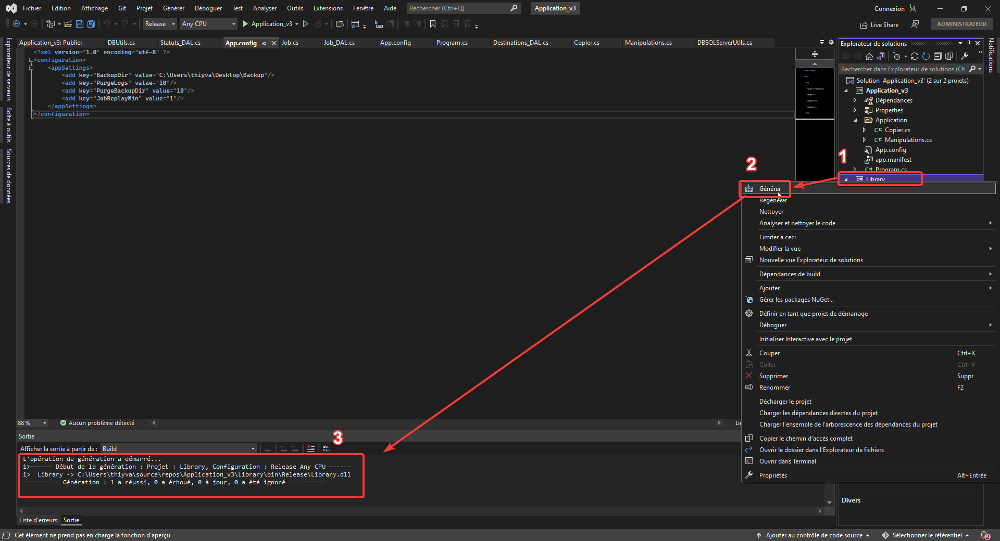 Fichier Edition Affichage Git Projet Générer Déboguer Test Analyser Outils Extensions Fenêtre Aide Rechercher (Ctrl+Q) Application_v3 Connexion
Release Any CPU Application_v3 Live Share ADMINISTRATEUR
Explorateur de serveurs
Boîte à outils
Sources de données
Application_v3: Publier DBUtils.cs Statuts_DAL.cs App.config Job.cs Job_DAL.cs App.config Program.cs Destinations_DAL.cs Copier.cs Manipulations.cs DBSQLServerUtils.cs
<?xml version="1.0" encoding="utf-8" ?>
<configuration>
<appSettings>
<add key="BackupDir" value="C:\Users\thiyva\Desktop\Backup"/>
<add key="PurgeLogs" value="10"/>
<add key="PurgeBackupDir" value="10"/>
<add key="JobReplayMin" value="1"/>
</appSettings>
</configuration>
Explorateur de solutions
Notifications
Rechercher dans Explorateur de solutions (Ctr
Solution 'Application_v3' (2 sur 2 projets)
C# Application_v3
Dépendances
Properties
Application
C# Copier.cs
C# Manipulations.cs
App.config
app.manifest
C# Program.cs
C# Library
1
2
Générer
Regénérer
Nettoyer
Analyser et nettoyer le code
Limiter à ceci
Modifier la vue
Nouvelle vue Explorateur de solutions
Dépendances de build
Ajouter
Gérer les packages NuGet...
Définir en tant que projet de démarrage
Déboguer
Initialiser Interactive avec le projet
Couper Ctrl+X
Coller Ctrl+V
Supprimer Suppr
Renommer F2
Décharger le projet
Charger les dépendances directes du projet
Charger l'ensemble de l'arborescence des dépendances du projet
Copier le chemin d'accès complet
Ouvrir le dossier dans l'Explorateur de fichiers
Ouvrir dans Terminal
Propriétés Alt+Entrée
Divers
88 % Aucun problème détecté Lig
Sortie
3
Afficher la sortie à partir de : Build
L'opération de génération a démarré...
1>------ Début de la génération : Projet : Library, Configuration : Release Any CPU ------
1>  Library -> C:\Users\thiyva\source\repos\Application_v3\Library\bin\Release\Library.dll
========== Génération : 1 a réussi, 0 a échoué, 0 à jour, 0 a été ignoré ==========
Liste d'erreurs Sortie
Cet élément ne prend pas en charge la fonction d'aperçu Ajouter au contrôle de code source Sélectionner le référentiel 2